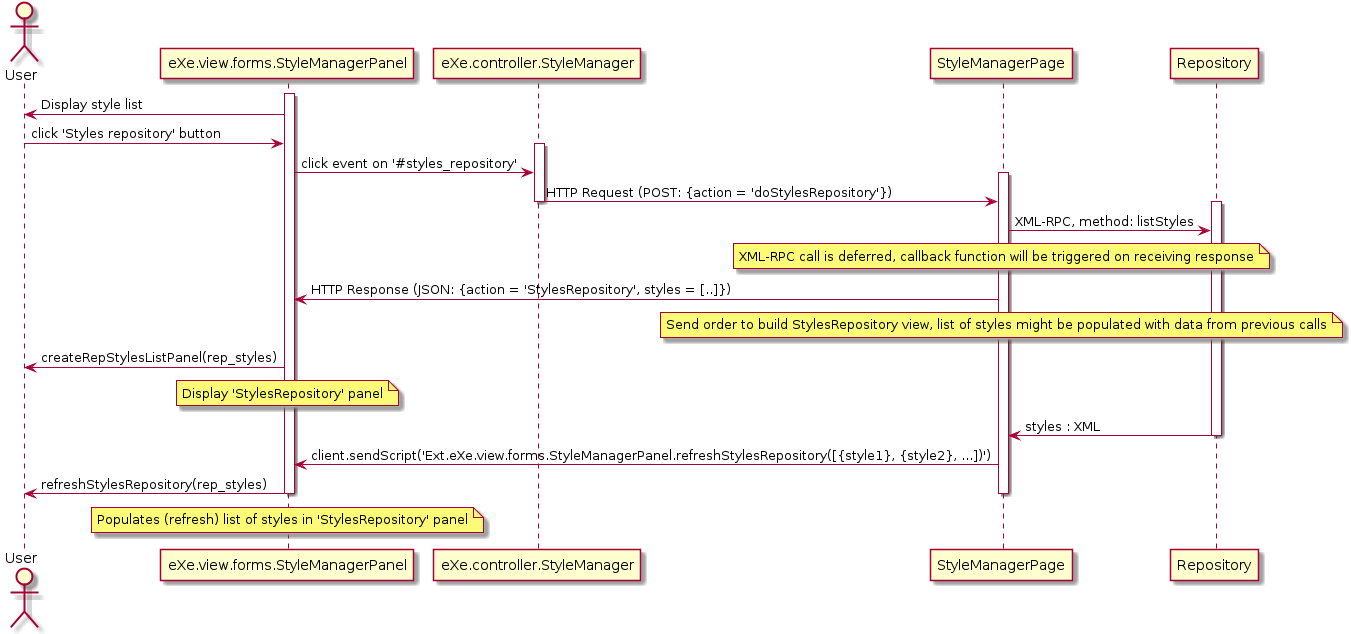 User
eXe.view.forms.StyleManagerPanel
eXe.controller.StyleManager
StyleManagerPage
Repository
Display style list
click 'Styles repository' button
click event on '#styles_repository'
HTTP Request (POST: {action = 'doStylesRepository'})
XML-RPC, method: listStyles
XML-RPC call is deferred, callback function will be triggered on receiving response
HTTP Response (JSON: {action = 'StylesRepository', styles = [..]})
Send order to build StylesRepository view, list of styles might be populated with data from previous calls
createRepStylesListPanel(rep_styles)
Display 'StylesRepository' panel
styles : XML
client.sendScript('Ext.eXe.view.forms.StyleManagerPanel.refreshStylesRepository([{style1}, {style2}, ...])')
refreshStylesRepository(rep_styles)
Populates (refresh) list of styles in 'StylesRepository' panel
User
eXe.view.forms.StyleManagerPanel
eXe.controller.StyleManager
StyleManagerPage
Repository